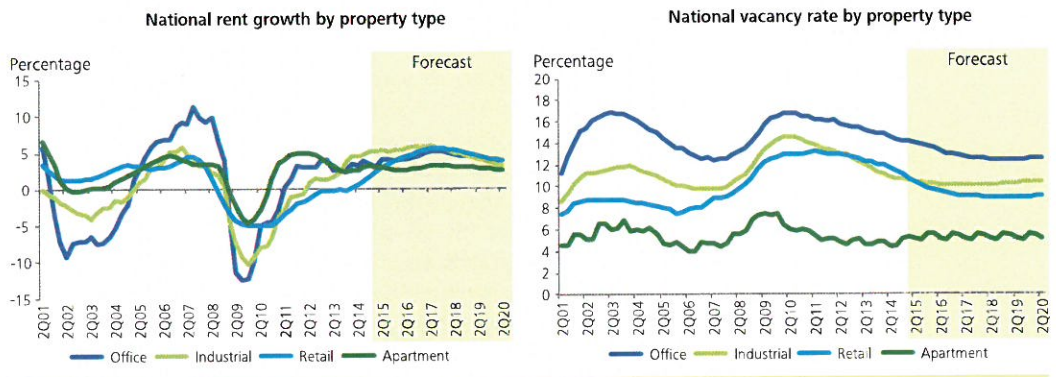 National rent growth by property type
Percentage
Forecast
15
10
5
0
-5
-10
-15
2Q01
2Q02
2Q03
2Q04
2Q05
2Q06
2Q07
2Q08
2Q09
2Q10
2Q11
2Q12
2Q13
2Q14
2Q15
2Q16
2Q17
2Q18
2Q19
2Q20
Office Industrial Retail Apartment
National vacancy rate by property type
Percentage
Forecast
20
18
16
14
12
10
8
6
4
2
0
2Q01
2Q02
2Q03
2Q04
2Q05
2Q06
2Q07
2Q08
2Q09
2Q10
2Q11
2Q12
2Q13
2Q14
2Q15
2Q16
2Q17
2Q18
2Q19
2Q20
Office Industrial Retail Apartment